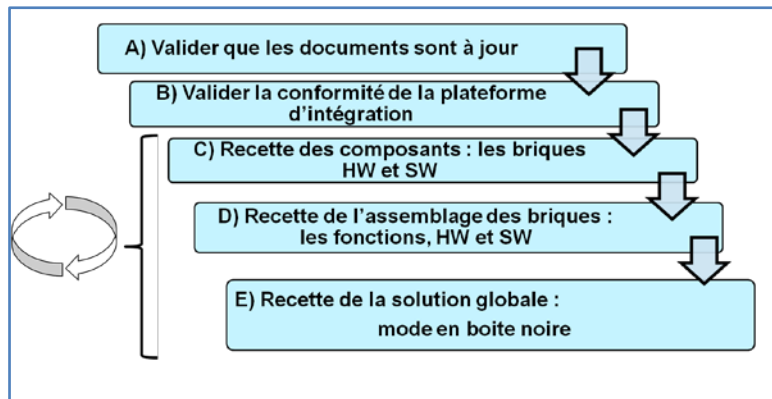 A) Valider que les documents sont à jour
B) Valider la conformité de la plateforme
d'intégration
C) Recette des composants : les briques
HW et SW
D) Recette de l'assemblage des briques :
les fonctions, HW et SW
E) Recette de la solution globale :
mode en boite noire